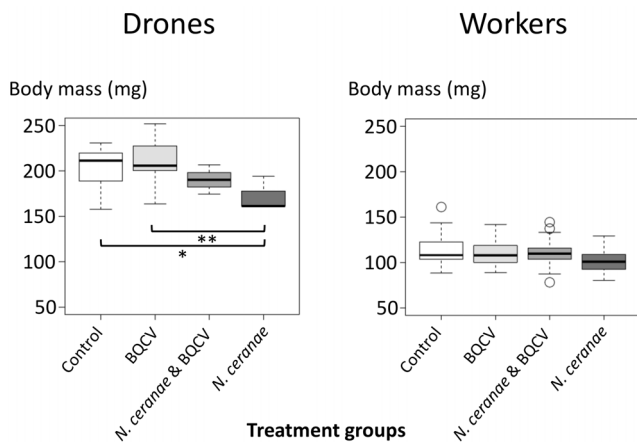 Drones
Workers
Body mass (mg)
Body mass (mg)
250
200
150
100
50
**
*
Control
BQCV
N. ceranae & BQCV
N. ceranae
250
200
150
100
50
Control
BQCV
N. ceranae & BQCV
N. ceranae
Treatment groups